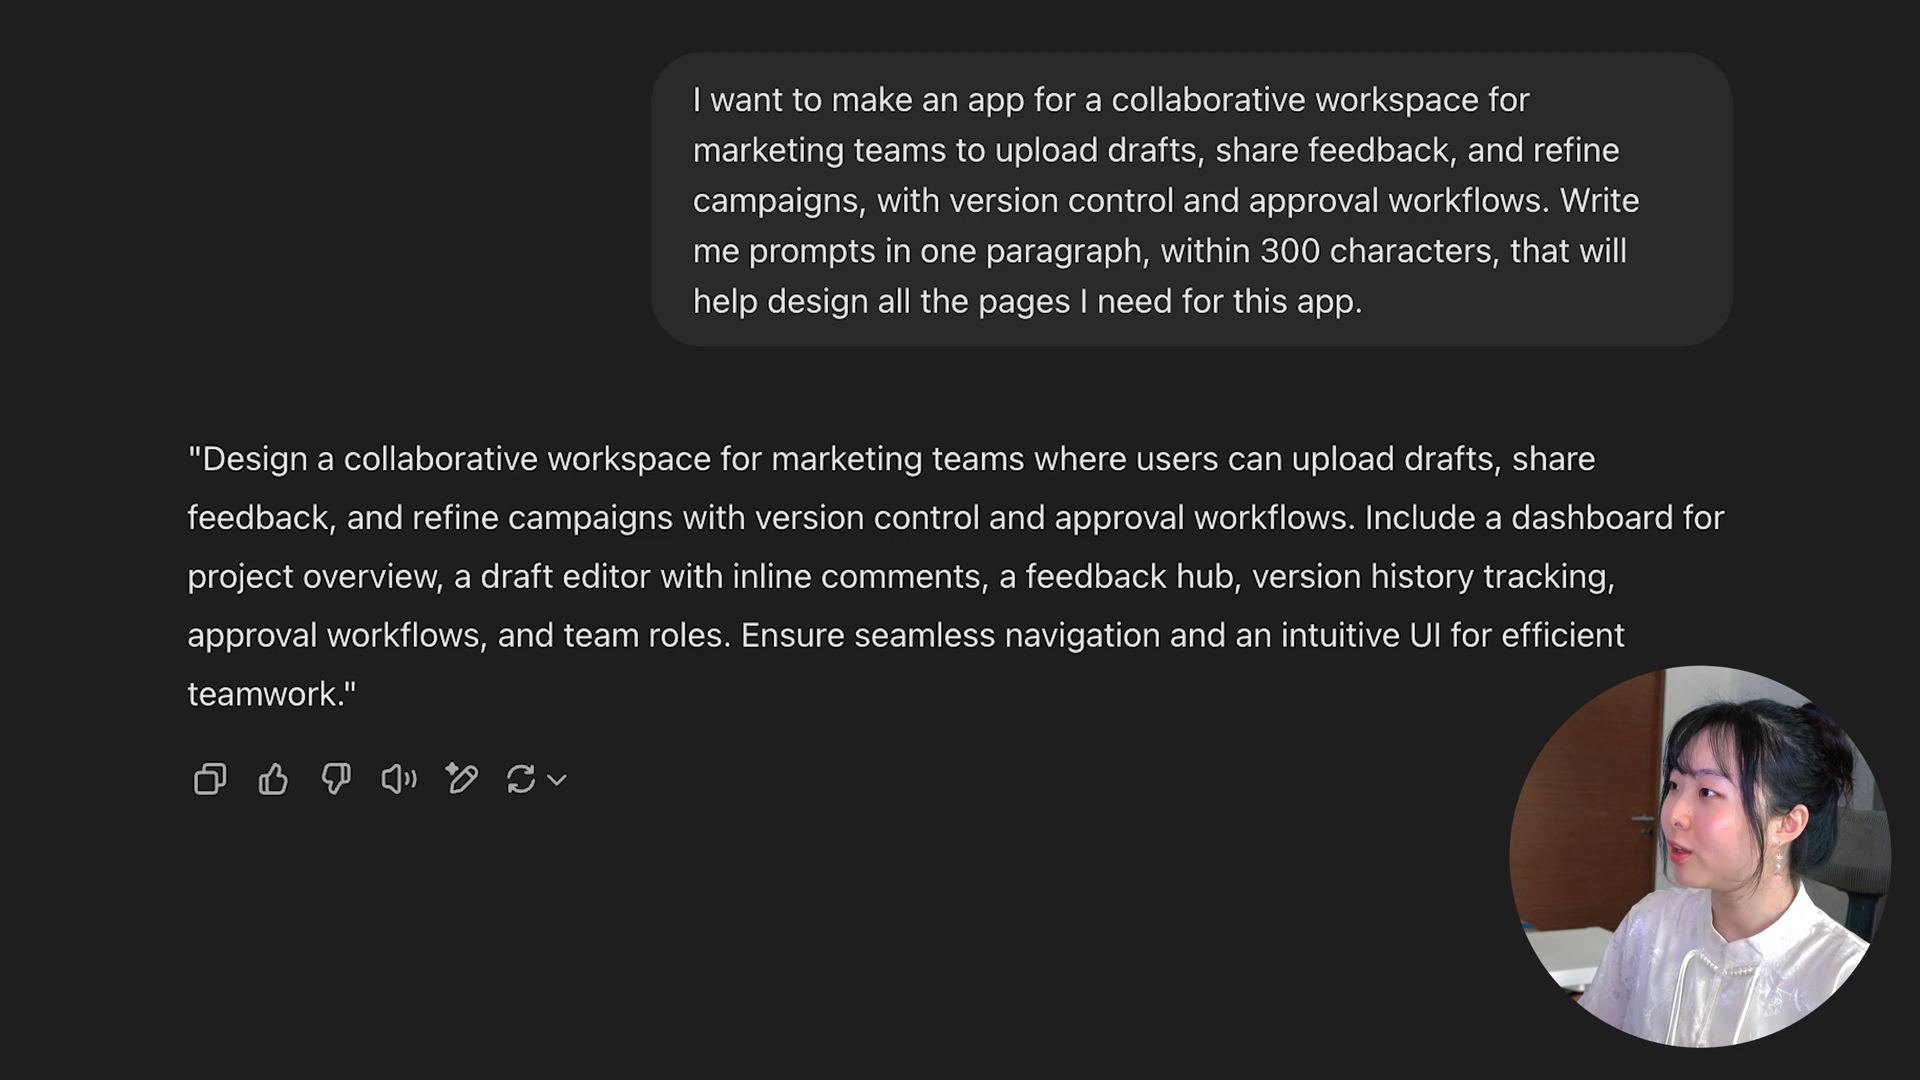 I want to make an app for a collaborative workspace for
marketing teams to upload drafts, share feedback, and refine
campaigns, with version control and approval workflows. Write
me prompts in one paragraph, within 300 characters, that will
help design all the pages I need for this app.
"Design a collaborative workspace for marketing teams where users can upload drafts, share
feedback, and refine campaigns with version control and approval workflows. Include a dashboard for
project overview, a draft editor with inline comments, a feedback hub, version history tracking,
approval workflows, and team roles. Ensure seamless navigation and an intuitive UI for efficient
teamwork."